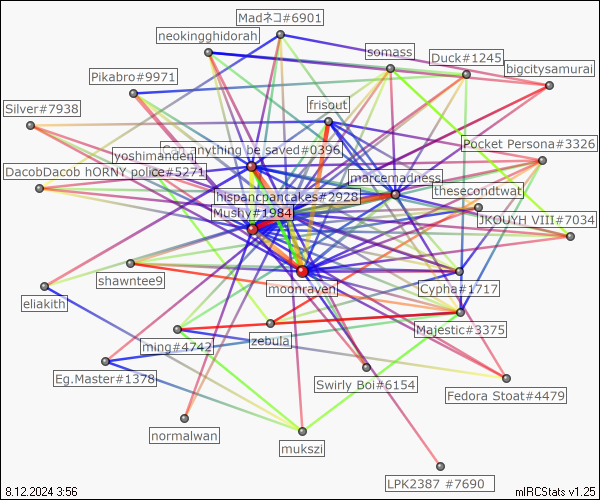 Madネコ#6901
neokingghidorah
somass
Duck#1245
bigcitysamurai
Pikabro#9971
frisout
Silver#7938
Pocket Persona#3326
anything be saved#0396
yoshimanden
DacobDacob hORNY police#5271
marcemadness
thesecondtwat
hispancpancakes#2928
Mushy#1984
JKOUYH VIII#7034
shawntee9
moonraven
Cypha#1717
eliakith
Majestic#3375
ming#4742
zebula
Eg.Master#1378
Swirly Boi#6154
Fedora Stoat#4479
normalwan
mukszi
LPK2387 #7690
8.12.2024 3:56
mIRCStats v1.25